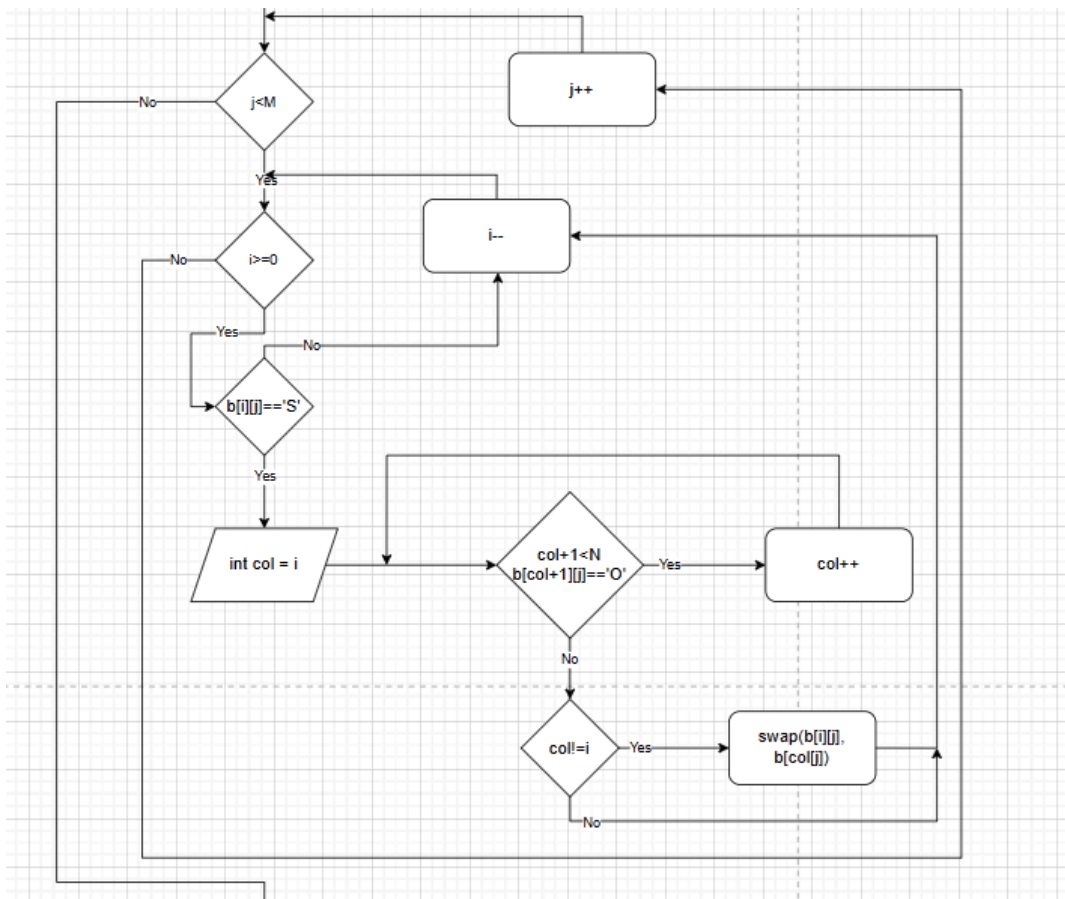 j++
j<M
No
Yes
i--
i>=0
No
Yes
No
b[i][j]=='S'
Yes
int col = i
col+1<N
b[col+1][j]=='O'
Yes
col++
No
col!=i
Yes
swap(b[i][j],
b[col[j])
No